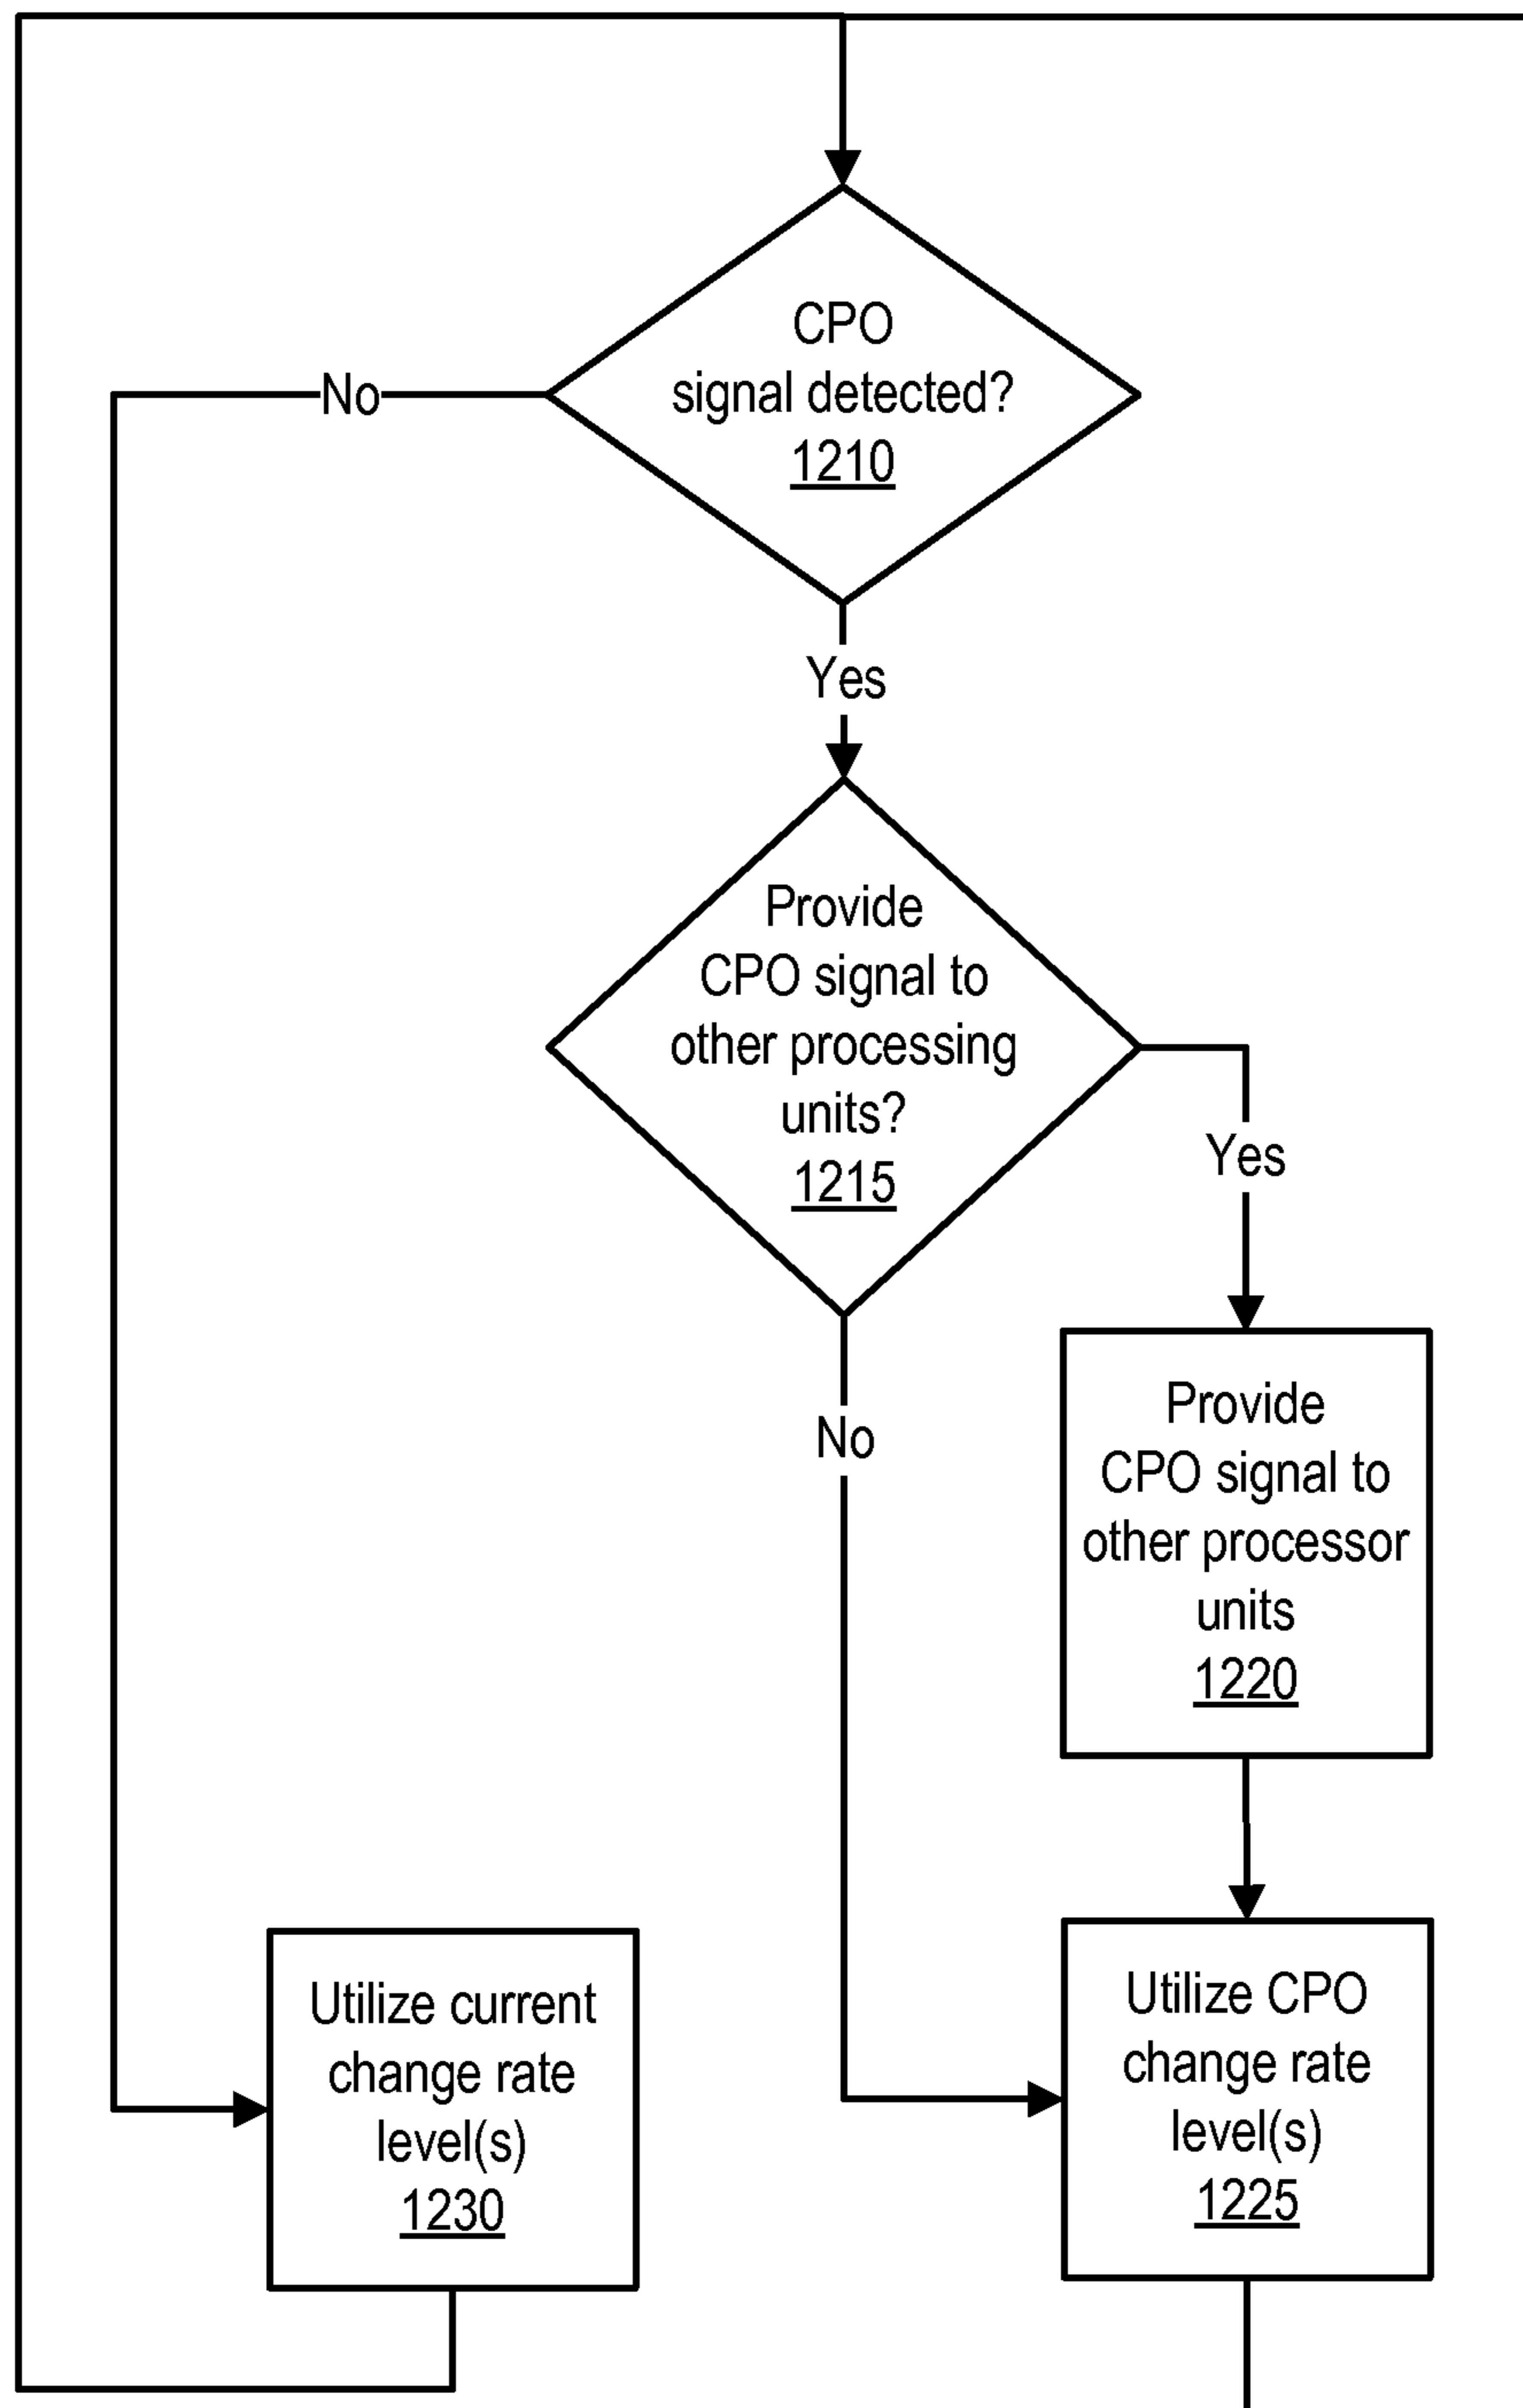 CPO
signal detected?
1210
No
Yes
Provide
CPO signal to
other processing
units?
1215
Yes
No
Provide
CPO signal to
other processor
units
1220
Utilize current
change rate
level(s)
1230
Utilize CPO
change rate
level(s)
1225